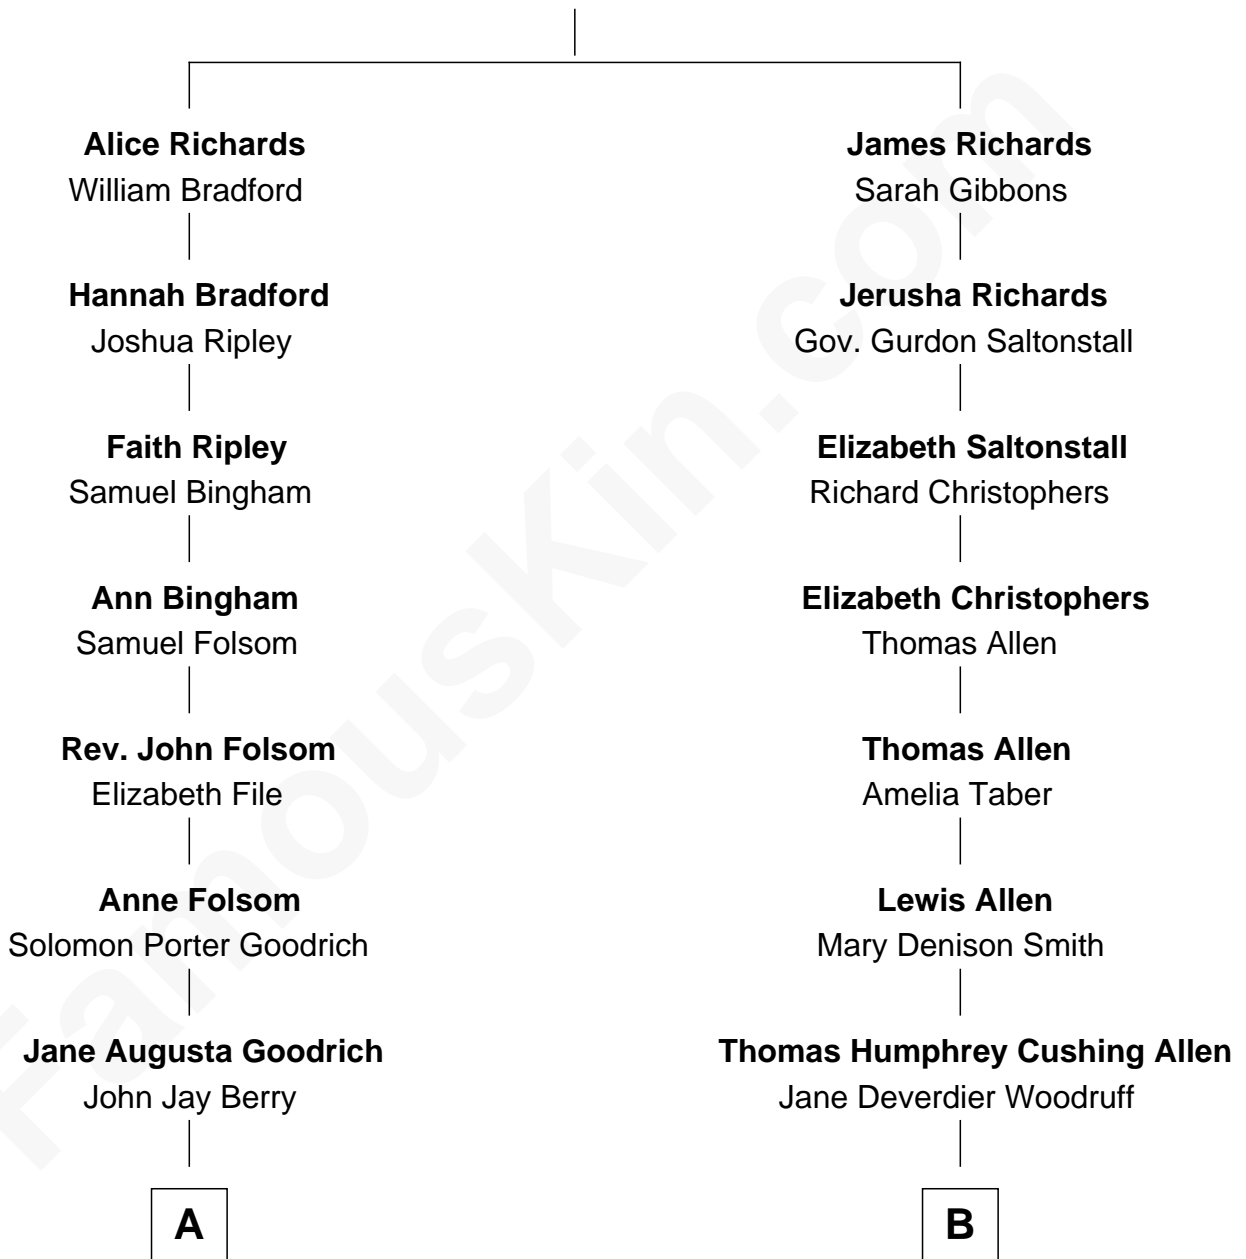 Alice Richards
William Bradford
Hannah Bradford
Joshua Ripley
Faith Ripley
Samuel Bingham
Ann Bingham
Samuel Folsom
Rev. John Folsom
Elizabeth File
Anne Folsom
Solomon Porter Goodrich
Jane Augusta Goodrich
John Jay Berry
A
James Richards
Sarah Gibbons
Jerusha Richards
Gov. Gurdon Saltonstall
Elizabeth Saltonstall
Richard Christophers
Elizabeth Christophers
Thomas Allen
Thomas Allen
Amelia Taber
Lewis Allen
Mary Denison Smith
Thomas Humphrey Cushing Allen
Jane Deverdier Woodruff
B
FamousKin.com